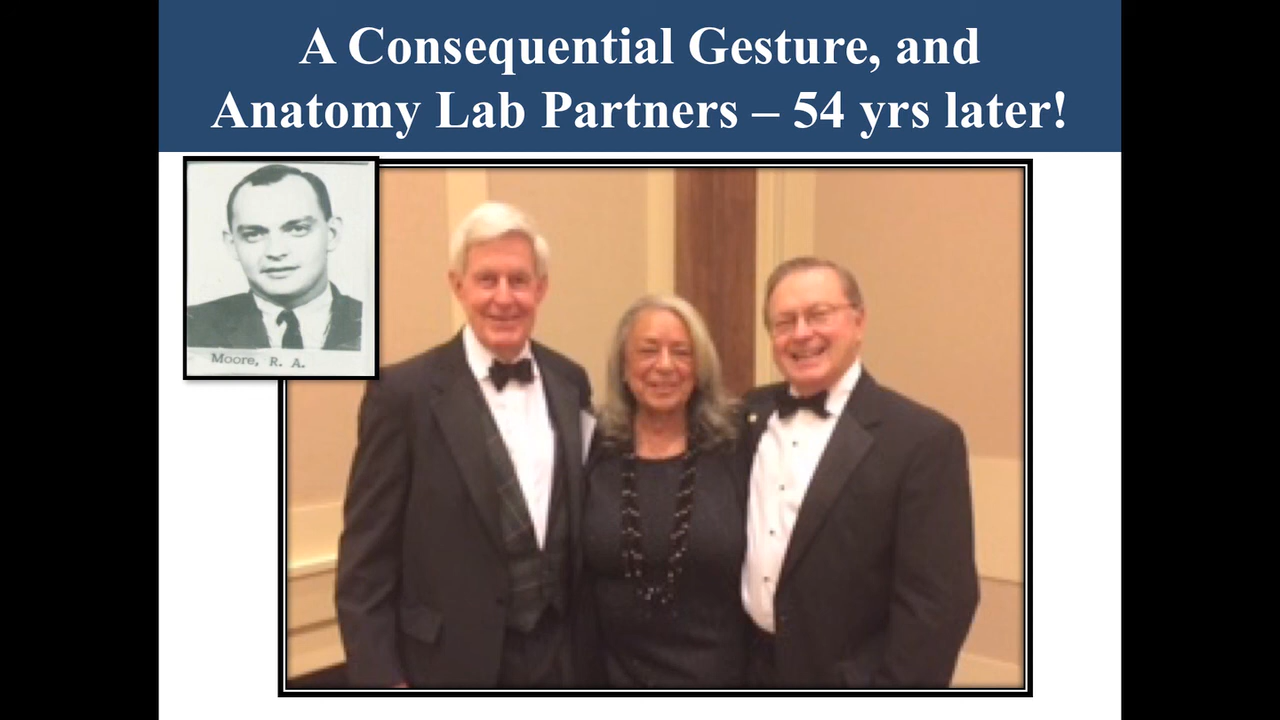 A Consequential Gesture, and
Anatomy Lab Partners – 54 yrs later!
Moore, R. A.